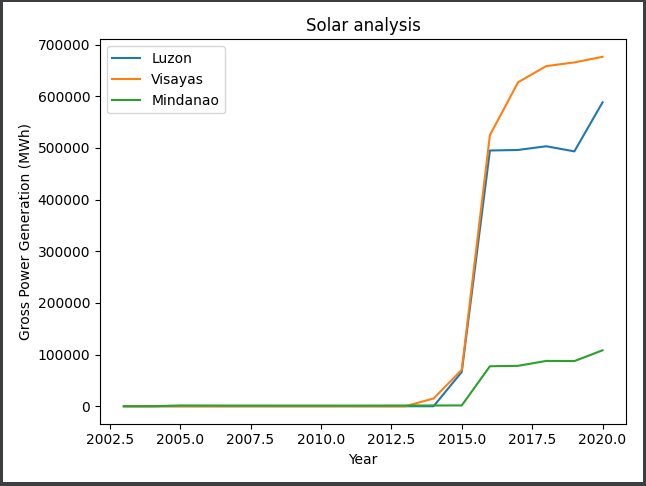 Solar analysis
Luzon
Visayas
Mindanao
Gross Power Generation (MWh)
700000
600000
500000
400000
300000
200000
100000
0
2002.5 2005.0 2007.5 2010.0 2012.5 2015.0 2017.5 2020.0
Year